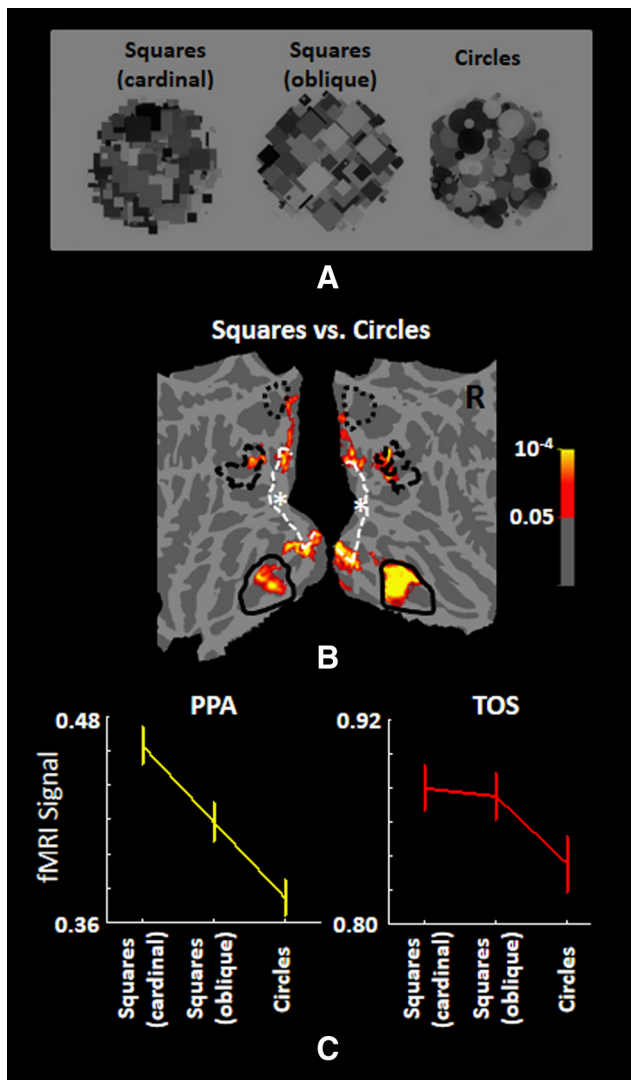 Squares
(cardinal)
Squares
(oblique)
Circles
A
Squares vs. Circles
R
*
*
10-4
0.05
B
PPA
0.48
fMRI Signal
0.36
Squares
(cardinal)
Squares
(oblique)
Circles
TOS
0.92
0.80
Squares
(cardinal)
Squares
(oblique)
Circles
C